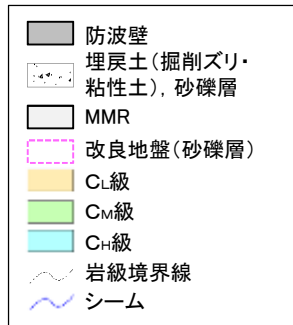 防波壁
埋戻土(掘削ズリ・
粘性土), 砂礫層
MMR
改良地盤(砂礫層)
CL級
CM級
CH級
岩級境界線
シーム